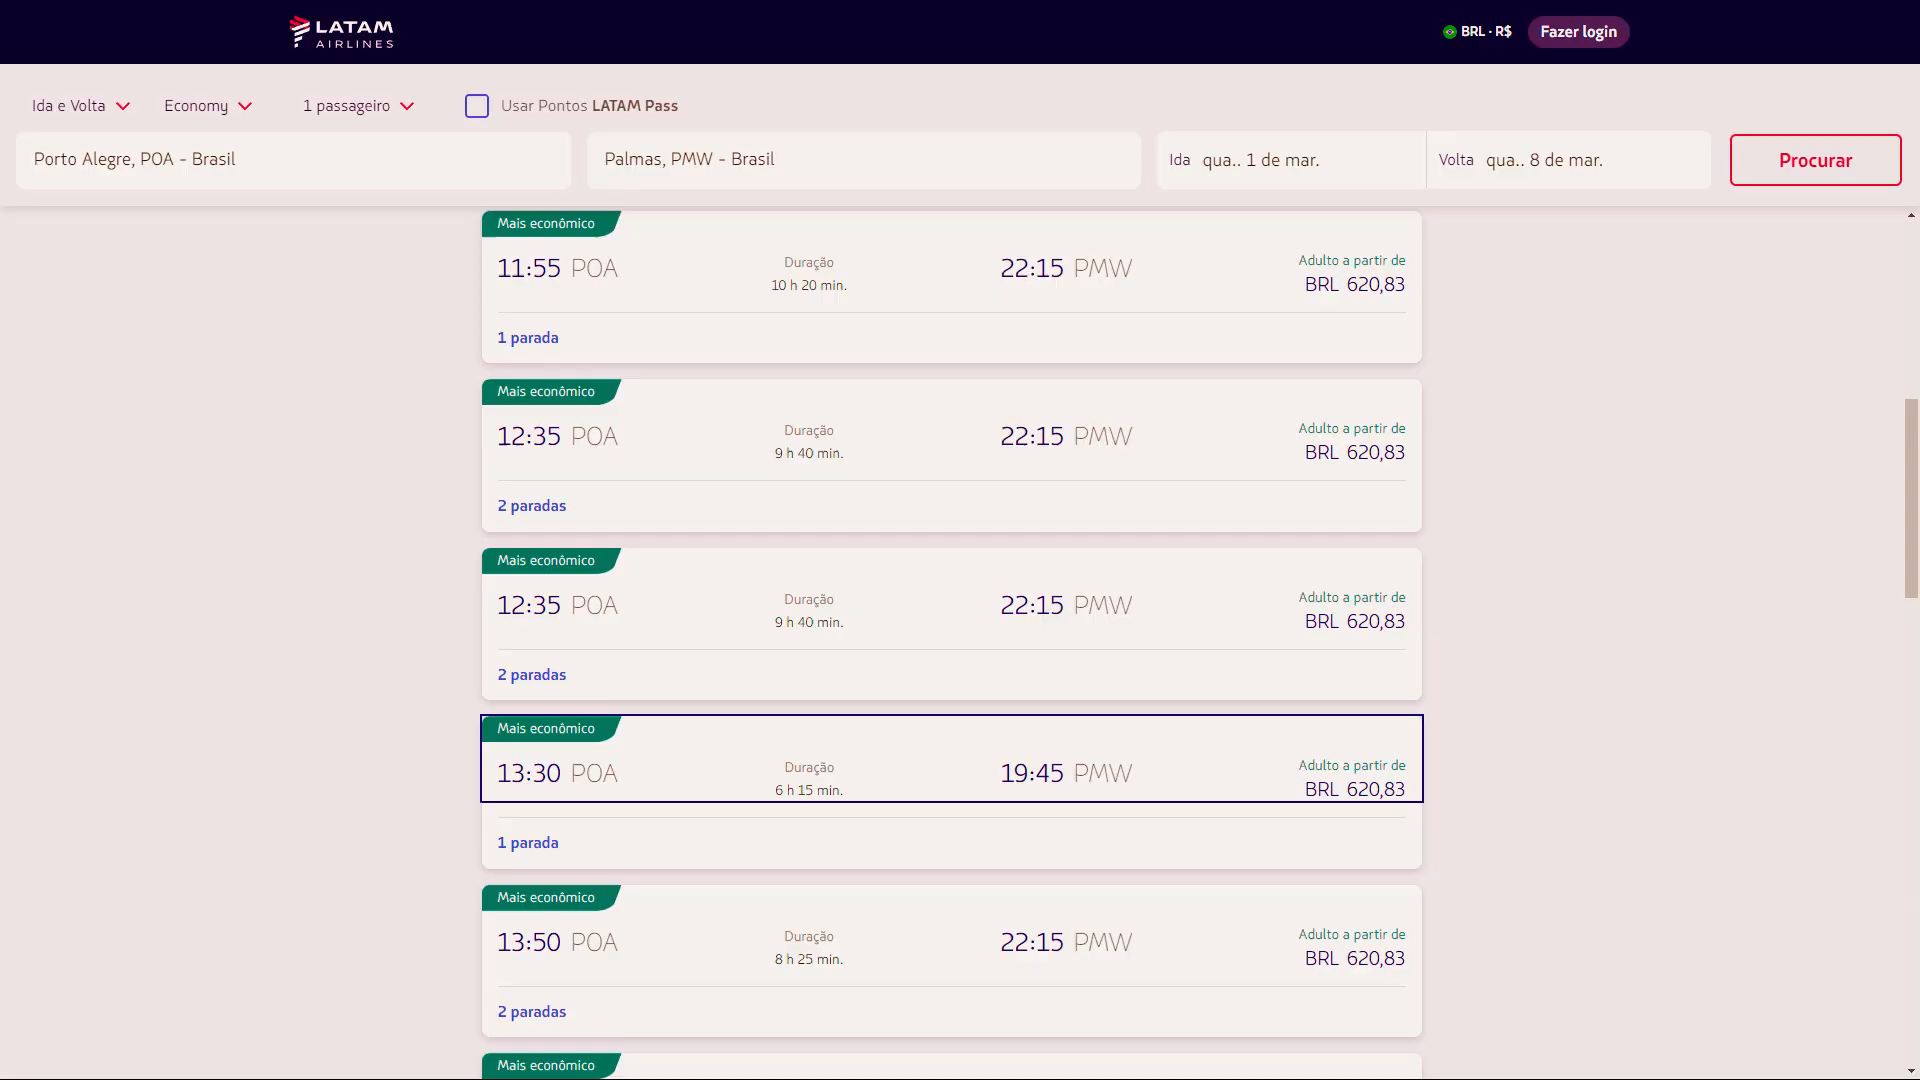 LATAM
AIRLINES
BRL · R$
Fazer login
Ida e Volta
Economy
1 passageiro
Usar Pontos LATAM Pass
Porto Alegre, POA - Brasil
Palmas, PMW - Brasil
Ida qua.. 1 de mar.
Volta qua.. 8 de mar.
Procurar
Mais econômico
11:55 POA
Duração
10 h 20 min.
22:15 PMW
Adulto a partir de
BRL 620,83
1 parada
Mais econômico
12:35 POA
Duração
9 h 40 min.
22:15 PMW
Adulto a partir de
BRL 620,83
2 paradas
Mais econômico
12:35 POA
Duração
9 h 40 min.
22:15 PMW
Adulto a partir de
BRL 620,83
2 paradas
Mais econômico
13:30 POA
Duração
6 h 15 min.
19:45 PMW
Adulto a partir de
BRL 620,83
1 parada
Mais econômico
13:50 POA
Duração
8 h 25 min.
22:15 PMW
Adulto a partir de
BRL 620,83
2 paradas
Mais econômico